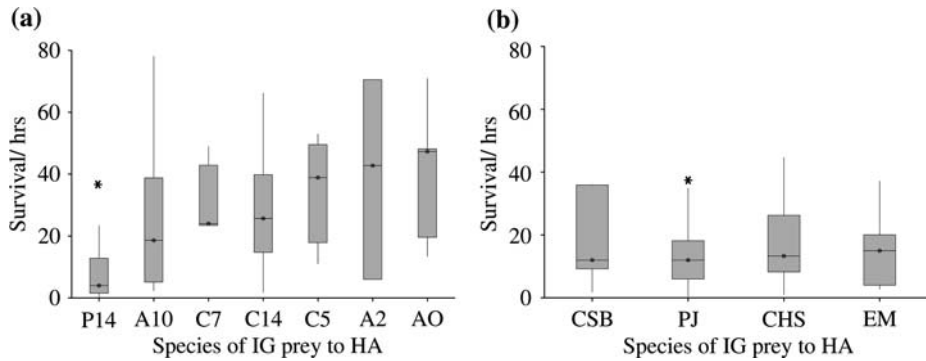 (a)
80
60
40
20
0
Survival/ hrs
*
P14 A10 C7 C14 C5 A2 AO
Species of IG prey to HA
(b)
80
60
40
20
0
Survival/ hrs
*
CSB PJ CHS EM
Species of IG prey to HA